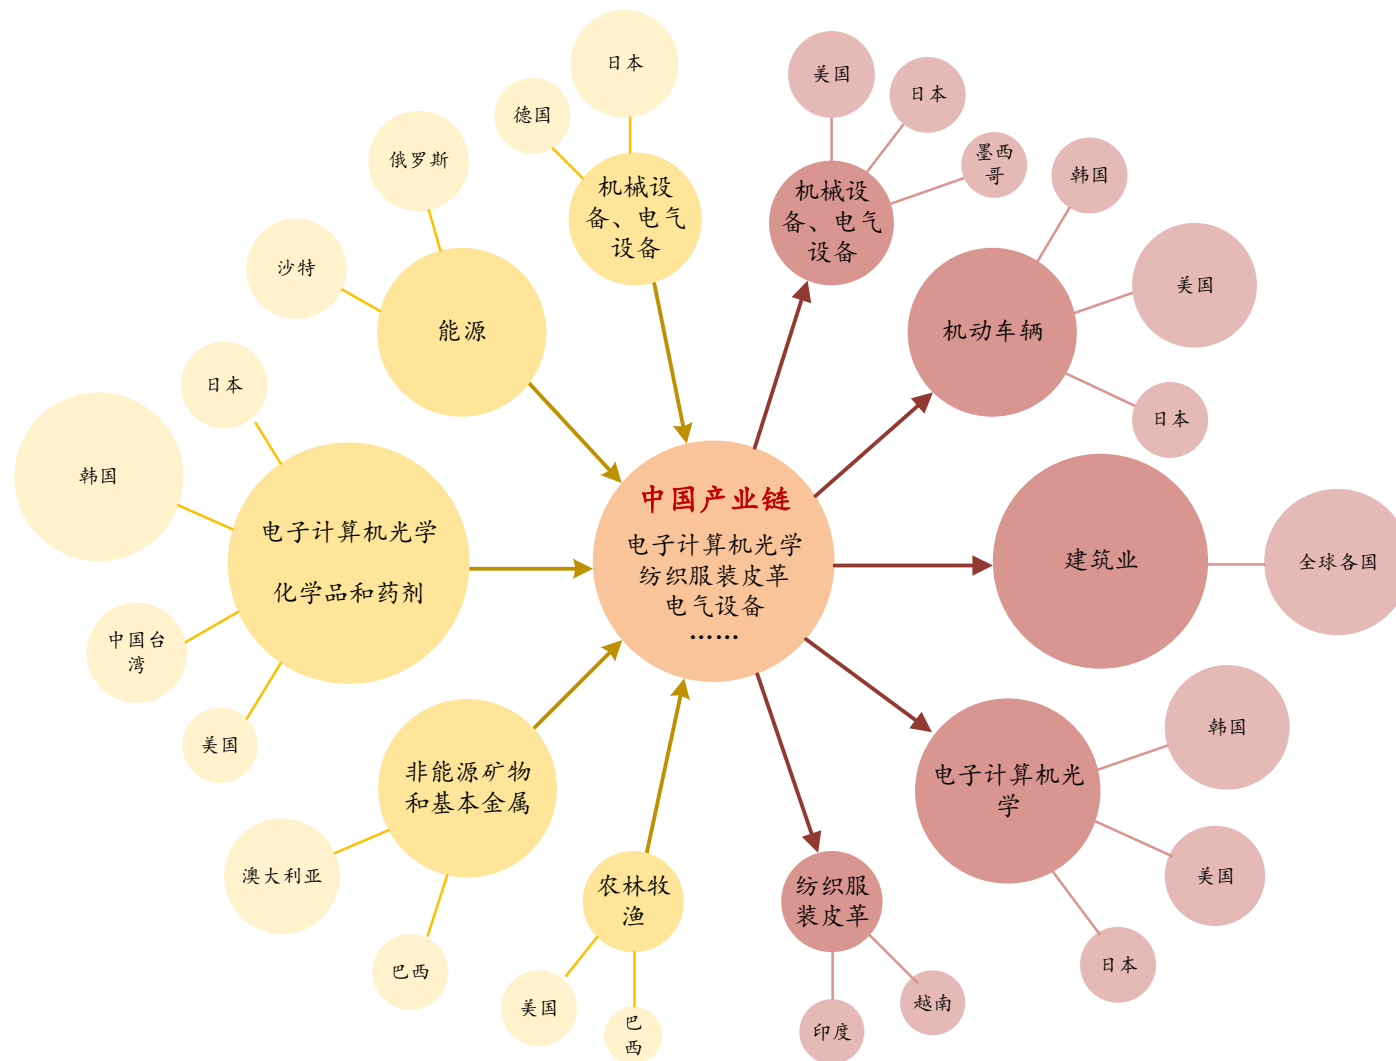 日本
德国
机械设
备、电气
设备
俄罗斯
沙特
能源
日本
韩国
电子计算机光学
化学品和药剂
中国台
湾
美国
非能源矿物
和基本金属
澳大利亚
巴西
农林牧
渔
美国
巴
西
中国产业链
电子计算机光学
纺织服装皮革
电气设备
……
美国
日本
墨西
哥
机械设
备、电气
设备
韩国
美国
机动车辆
日本
建筑业
全球各国
韩国
电子计算机光
学
美国
日本
纺织服
装皮革
越南
印度